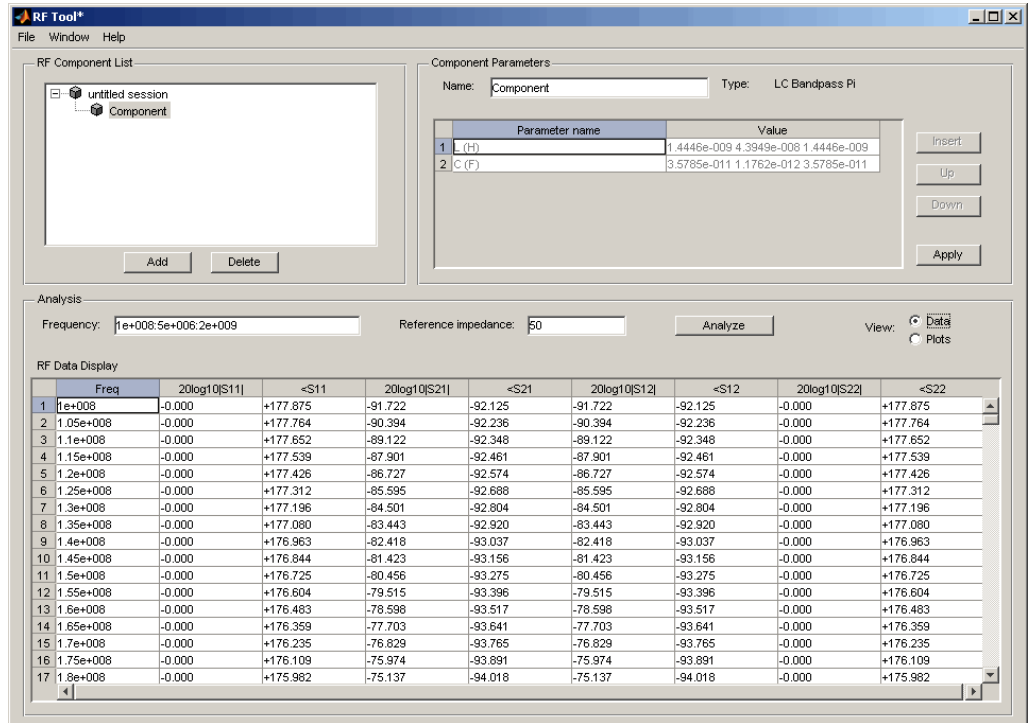 RF Tool*
File Window Help
RF Component List
untitled session
Component
Add Delete
Component Parameters
Name: Component Type: LC Bandpass Pi
Parameter name Value
1 L (H) 1.4446e-009 4.3949e-008 1.4446e-009
2 C (F) 3.5785e-011 1.1762e-012 3.5785e-011
Insert
Up
Down
Apply
Analysis
Frequency: 1e+008:5e+006:2e+009 Reference impedance: 50 Analyze View: Data
Plots
RF Data Display
Freq 20log10|S11| <S11 20log10|S21| <S21 20log10|S12| <S12 20log10|S22| <S22
1 1e+008 -0.000 +177.875 -91.722 -92.125 -91.722 -92.125 -0.000 +177.875
2 1.05e+008 -0.000 +177.764 -90.394 -92.236 -90.394 -92.236 -0.000 +177.764
3 1.1e+008 -0.000 +177.652 -89.122 -92.348 -89.122 -92.348 -0.000 +177.652
4 1.15e+008 -0.000 +177.539 -87.901 -92.461 -87.901 -92.461 -0.000 +177.539
5 1.2e+008 -0.000 +177.426 -86.727 -92.574 -86.727 -92.574 -0.000 +177.426
6 1.25e+008 -0.000 +177.312 -85.595 -92.688 -85.595 -92.688 -0.000 +177.312
7 1.3e+008 -0.000 +177.196 -84.501 -92.804 -84.501 -92.804 -0.000 +177.196
8 1.35e+008 -0.000 +177.080 -83.443 -92.920 -83.443 -92.920 -0.000 +177.080
9 1.4e+008 -0.000 +176.963 -82.418 -93.037 -82.418 -93.037 -0.000 +176.963
10 1.45e+008 -0.000 +176.844 -81.423 -93.156 -81.423 -93.156 -0.000 +176.844
11 1.5e+008 -0.000 +176.725 -80.456 -93.275 -80.456 -93.275 -0.000 +176.725
12 1.55e+008 -0.000 +176.604 -79.515 -93.396 -79.515 -93.396 -0.000 +176.604
13 1.6e+008 -0.000 +176.483 -78.598 -93.517 -78.598 -93.517 -0.000 +176.483
14 1.65e+008 -0.000 +176.359 -77.703 -93.641 -77.703 -93.641 -0.000 +176.359
15 1.7e+008 -0.000 +176.235 -76.829 -93.765 -76.829 -93.765 -0.000 +176.235
16 1.75e+008 -0.000 +176.109 -75.974 -93.891 -75.974 -93.891 -0.000 +176.109
17 1.8e+008 -0.000 +175.982 -75.137 -94.018 -75.137 -94.018 -0.000 +175.982